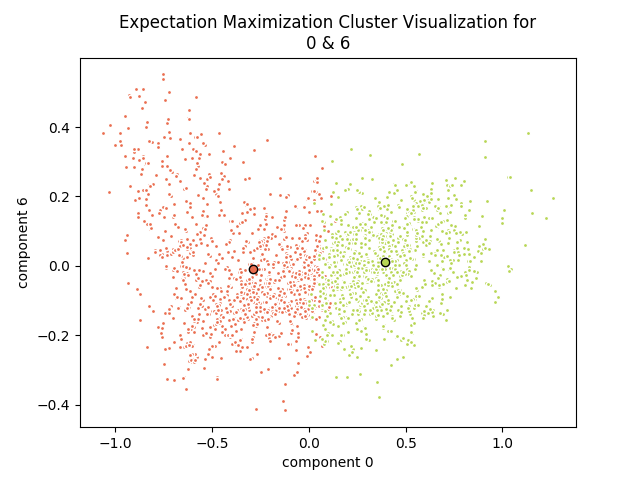 Expectation Maximization Cluster Visualization for
0 & 6
0.4
0.2
0.0
−0.2
−0.4
component 6
−1.0
−0.5
0.0
0.5
1.0
component 0